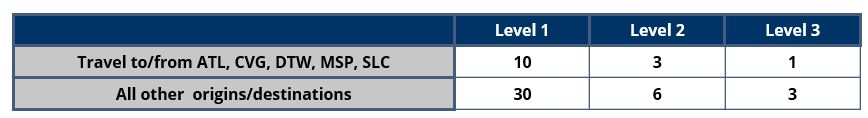 Level 1 Level 2 Level 3
Travel to/from ATL, CVG, DTW, MSP, SLC 10 3 1
All other origins/destinations 30 6 3